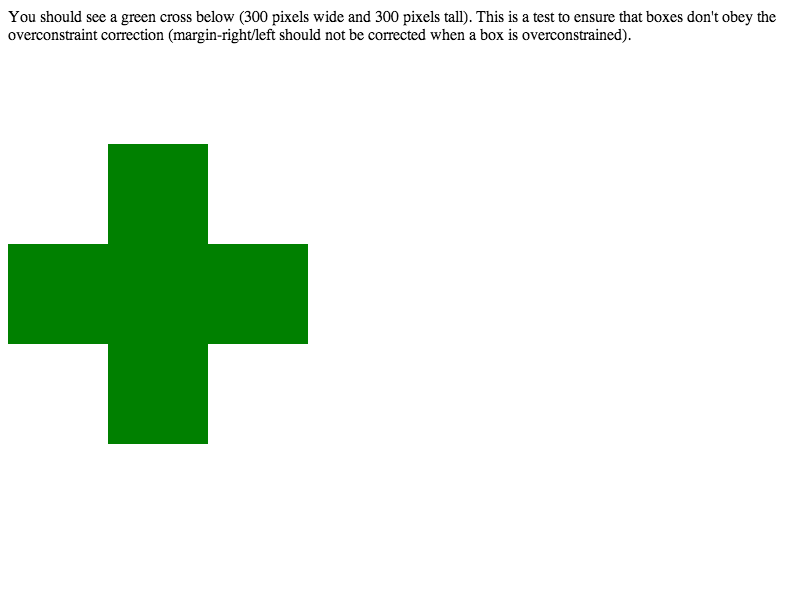 You should see a green cross below (300 pixels wide and 300 pixels tall). This is a test to ensure that boxes don't obey the
overconstraint correction (margin-right/left should not be corrected when a box is overconstrained).